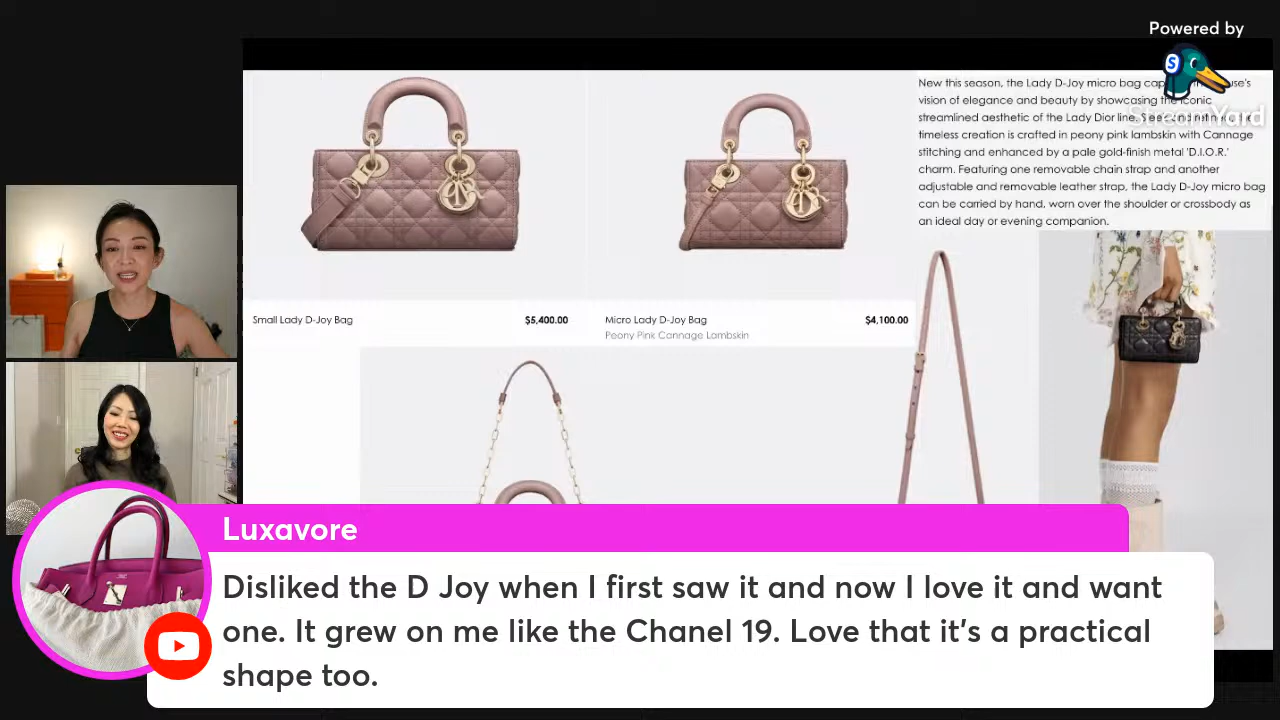 Powered by
StreamYard
New this season, the Lady D-Joy micro bag
vision of elegance and beauty by showcasing the iconic
streamlined aesthetic of the Lady Dior line.
timeless creation is crafted in peony pink lambskin with Cannage
stitching and enhanced by a pale gold-finish metal 'D.I.O.R.'
charm. Featuring one removable chain strap and another
adjustable and removable leather strap, the Lady D-Joy micro bag
can be carried by hand, worn over the shoulder or crossbody as
an ideal day or evening companion.
Small Lady D-Joy Bag $5,400.00
Micro Lady D-Joy Bag $4,100.00
Peony Pink Cannage Lambskin
Luxavore
Disliked the D Joy when I first saw it and now I love it and want
one. It grew on me like the Chanel 19. Love that it's a practical
shape too.